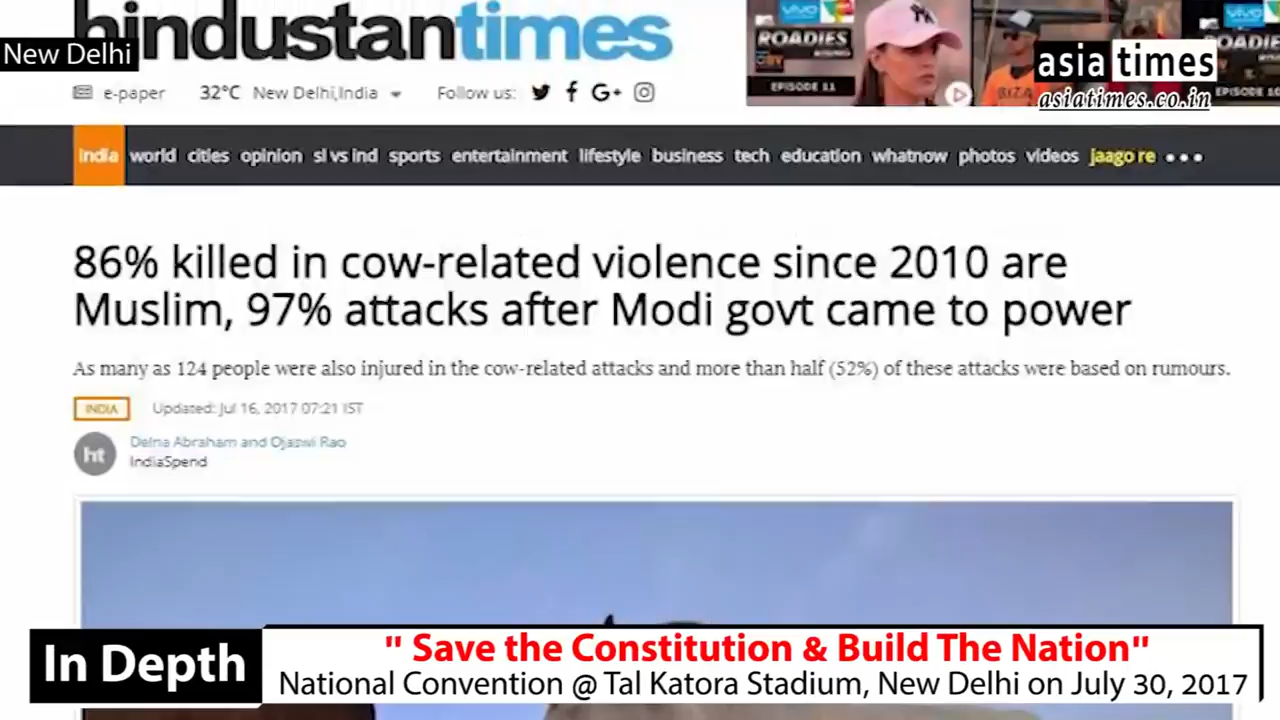 hindustantimes
New Delhi
e-paper 32°C New Delhi,India Follow us:
vivo
ROADIES
EPISODE 11
asia times
asiatimes.co.in
vivo
EPISODE 10
India world cities opinion sl vs ind sports entertainment lifestyle business tech education whatnow photos videos jaago re
86% killed in cow-related violence since 2010 are
Muslim, 97% attacks after Modi govt came to power
As many as 124 people were also injured in the cow-related attacks and more than half (52%) of these attacks were based on rumours.
INDIA Updated: Jul 16, 2017 07:21 IST
ht
Delna Abraham and Ojaswi Rao
IndiaSpend
In Depth
" Save the Constitution & Build The Nation"
National Convention @ Tal Katora Stadium, New Delhi on July 30, 2017